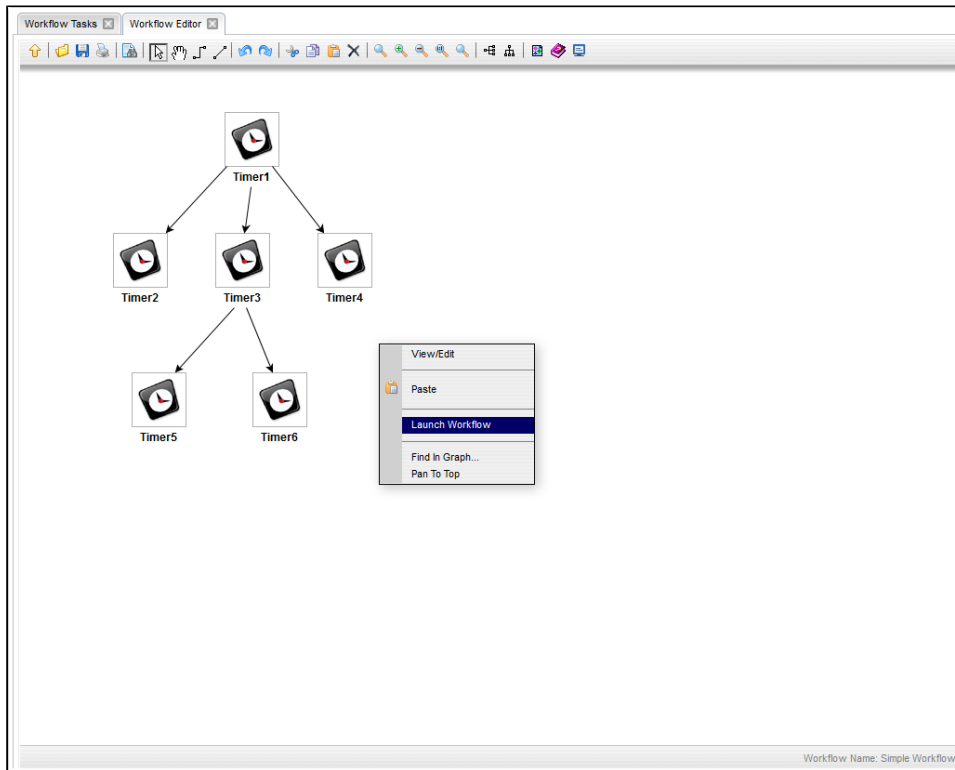 Workflow Tasks
Workflow Editor
Timer1
Timer2
Timer3
Timer4
Timer5
Timer6
View/Edit
Paste
Launch Workflow
Find In Graph...
Pan To Top
Workflow Name: Simple Workflow